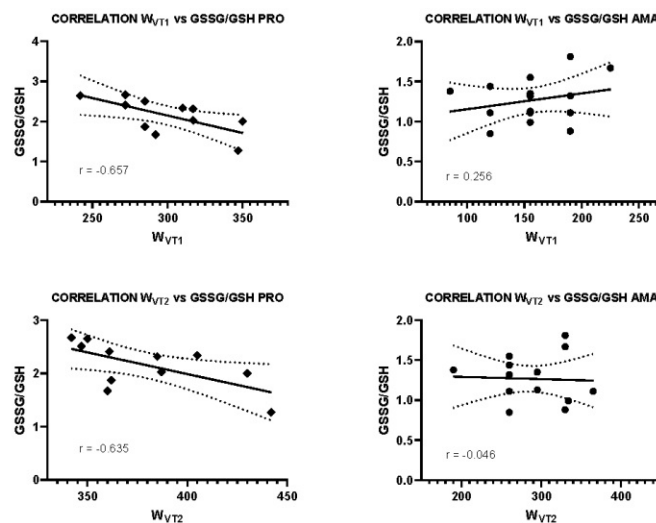 CORRELATION WVT1 vs GSSG/GSH PRO
4
3
2
1
0
GSSG/GSH
r = -0.657
250 300 350
WVT1
CORRELATION WVT1 vs GSSG/GSH AMA
2.0
1.5
1.0
0.5
0.0
GSSG/GSH
r = 0.256
100 150 200 250
WVT1
CORRELATION WVT2 vs GSSG/GSH PRO
3
2
1
0
GSSG/GSH
r = -0.635
350 400 450
WVT2
CORRELATION WVT2 vs GSSG/GSH AMA
2.0
1.5
1.0
0.5
0.0
GSSG/GSH
r = -0.046
200 300 400
WVT2